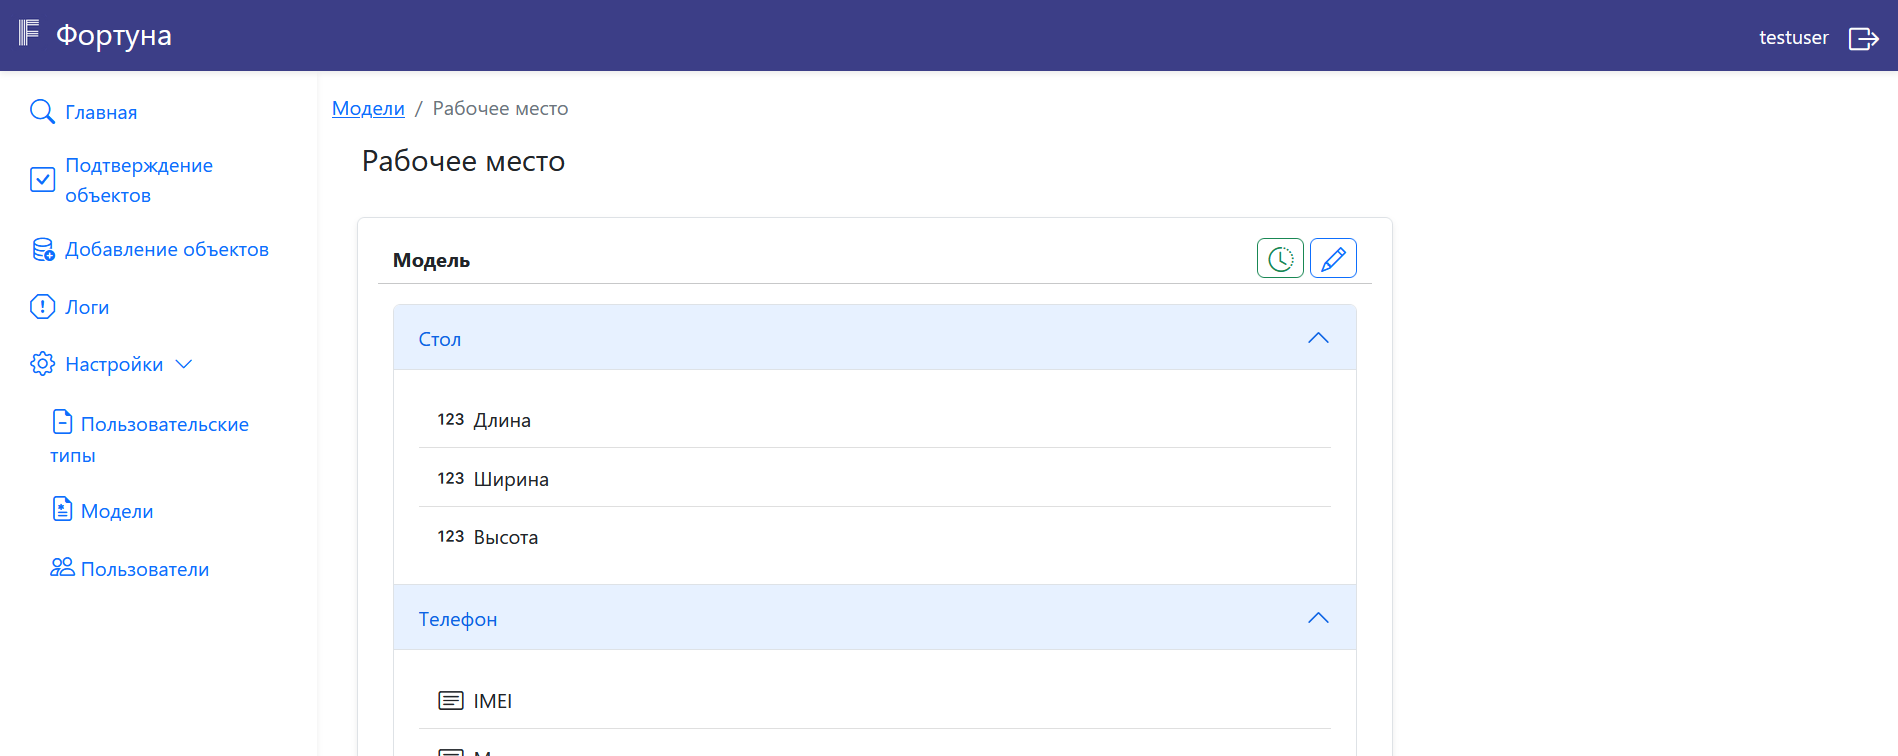 Фортуна
testuser
Главная
Подтверждение
объектов
Добавление объектов
Логи
Настройки
Пользовательские
типы
Модели
Пользователи
Модели / Рабочее место
Рабочее место
Модель
Стол
123 Длина
123 Ширина
123 Высота
Телефон
IMEI